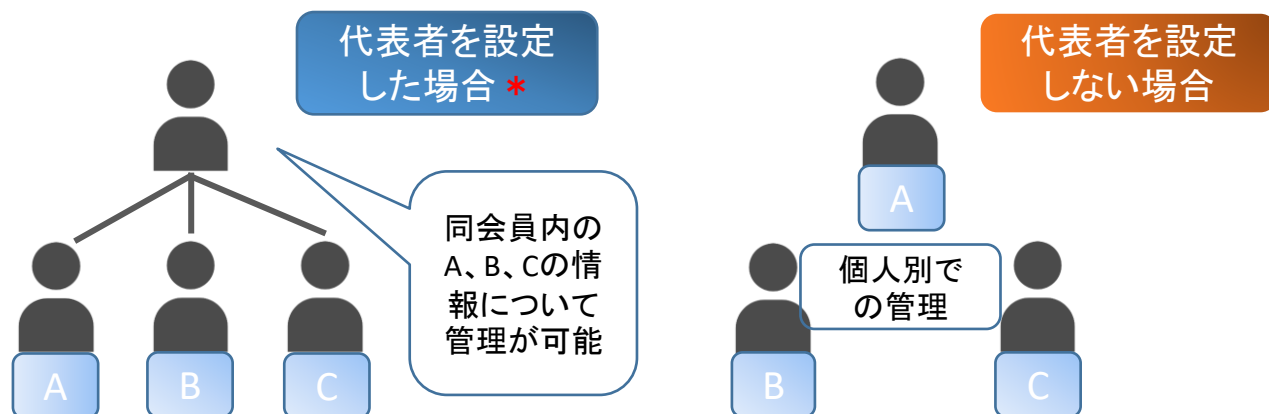 代表者を設定
した場合 *
同会員内の
A、B、Cの情
報について
管理が可能
A
B
C
代表者を設定
しない場合
A
個人別で
の管理
B
C